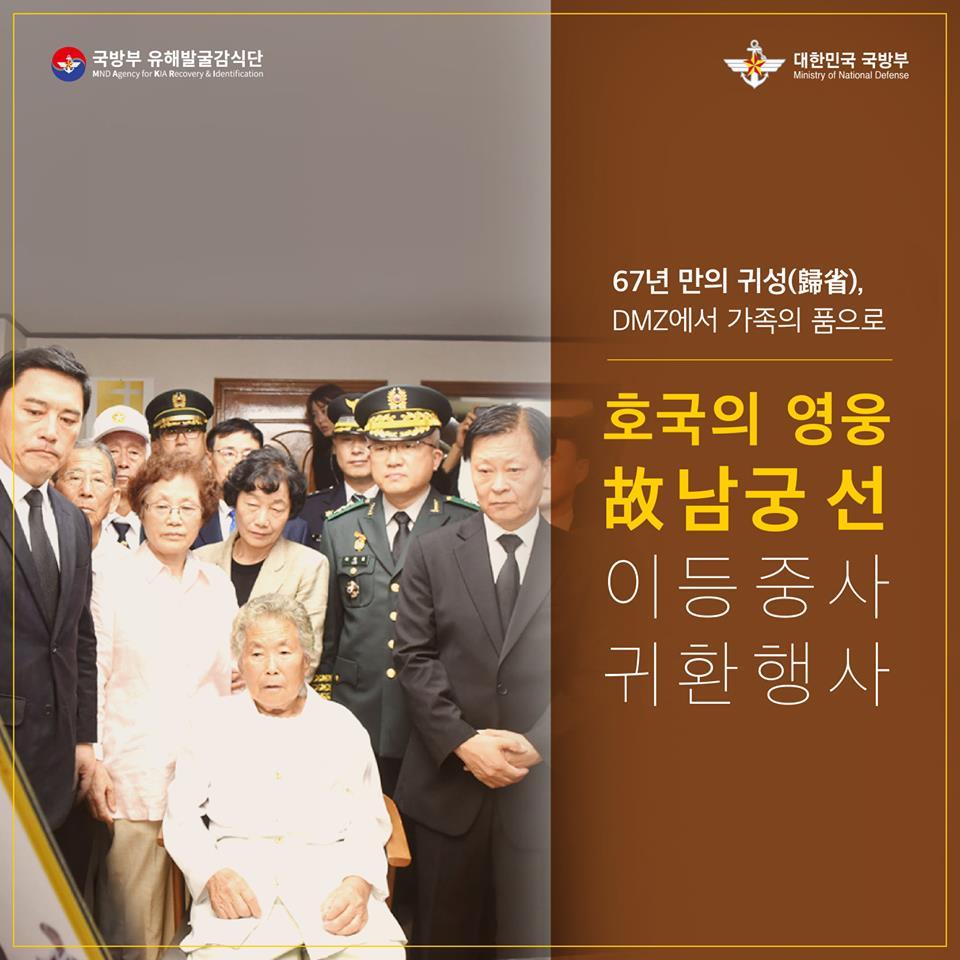 국방부 유해발굴감식단
MND Agency for KIA Recovery & Identification
대한민국 국방부
Ministry of National Defense
67년 만의 귀성(歸省),
DMZ에서 가족의 품으로
호국의 영웅
故 남궁 선
이등중사
귀환행사